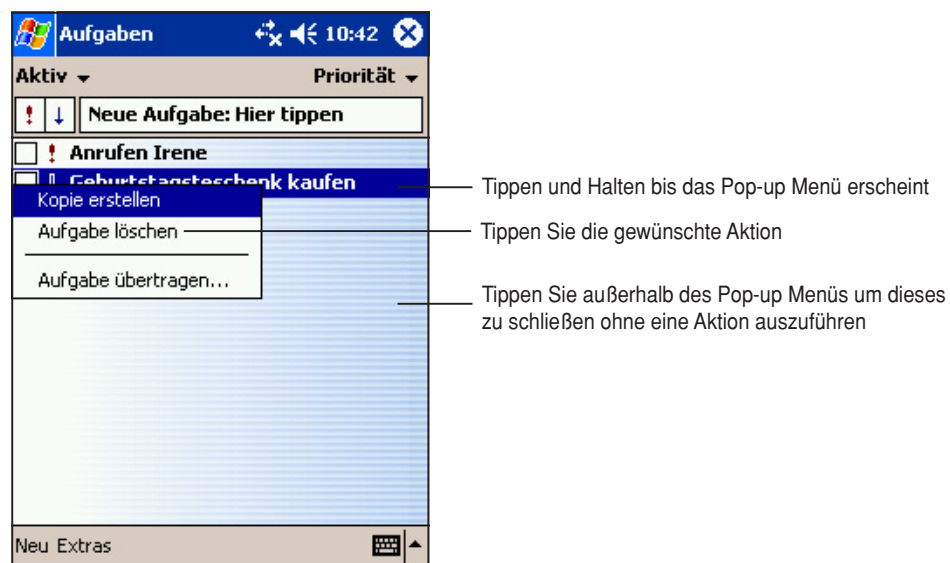 Aufgaben 10:42
Aktiv Priorität
Neue Aufgabe: Hier tippen
Anrufen Irene
Geburtstagsteschenk kaufen
Kopie erstellen
Aufgabe löschen
Aufgabe übertragen...
Neu Extras
Tippen und Halten bis das Pop-up Menü erscheint
Tippen Sie die gewünschte Aktion
Tippen Sie außerhalb des Pop-up Menüs um dieses
zu schließen ohne eine Aktion auszuführen